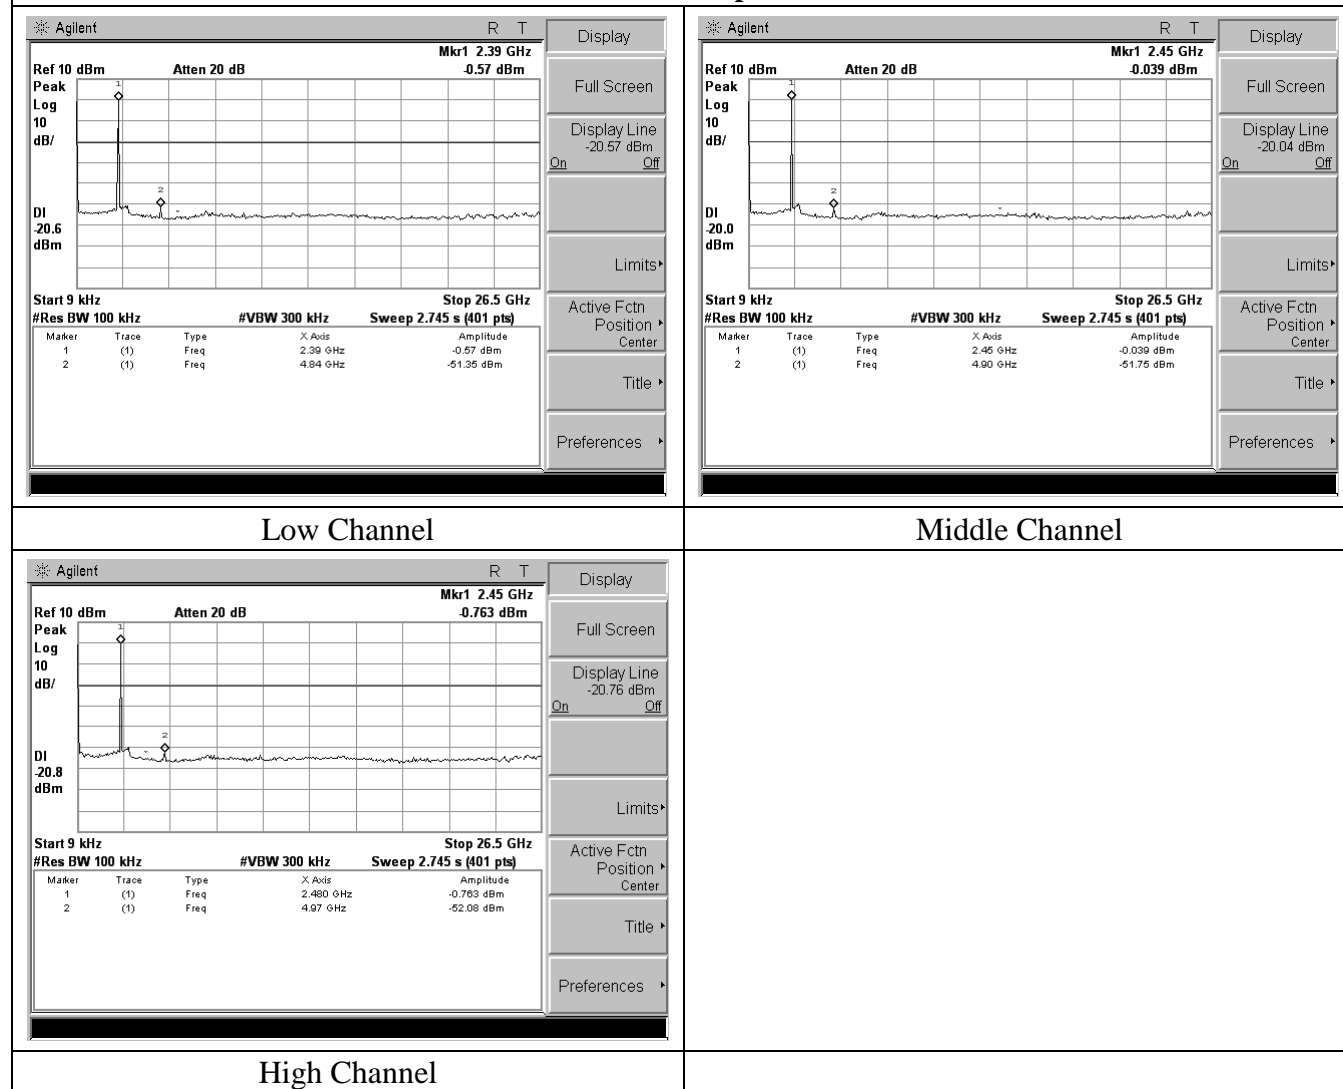 Agilent R T
Mkr1 2.39 GHz
Ref 10 dBm Atten 20 dB -0.57 dBm
Peak
Log
10
dB/
1
2
DI
-20.6
dBm
Start 9 kHz Stop 26.5 GHz
#Res BW 100 kHz #VBW 300 kHz Sweep 2.745 s (401 pts)
Marker Trace Type X Axis Amplitude
1 (1) Freq 2.39 GHz -0.57 dBm
2 (1) Freq 4.84 GHz -51.35 dBm
Display
Full Screen
Display Line
-20.57 dBm
On Off
Limits
Active Fctn
Position
Center
Title
Preferences
Low Channel
Agilent R T
Mkr1 2.45 GHz
Ref 10 dBm Atten 20 dB -0.039 dBm
Peak
Log
10
dB/
1
2
DI
-20.0
dBm
Start 9 kHz Stop 26.5 GHz
#Res BW 100 kHz #VBW 300 kHz Sweep 2.745 s (401 pts)
Marker Trace Type X Axis Amplitude
1 (1) Freq 2.45 GHz -0.039 dBm
2 (1) Freq 4.90 GHz -51.75 dBm
Display
Full Screen
Display Line
-20.04 dBm
On Off
Limits
Active Fctn
Position
Center
Title
Preferences
Middle Channel
Agilent R T
Mkr1 2.45 GHz
Ref 10 dBm Atten 20 dB -0.763 dBm
Peak
Log
10
dB/
1
2
DI
-20.8
dBm
Start 9 kHz Stop 26.5 GHz
#Res BW 100 kHz #VBW 300 kHz Sweep 2.745 s (401 pts)
Marker Trace Type X Axis Amplitude
1 (1) Freq 2.480 GHz -0.763 dBm
2 (1) Freq 4.97 GHz -52.08 dBm
Display
Full Screen
Display Line
-20.76 dBm
On Off
Limits
Active Fctn
Position
Center
Title
Preferences
High Channel